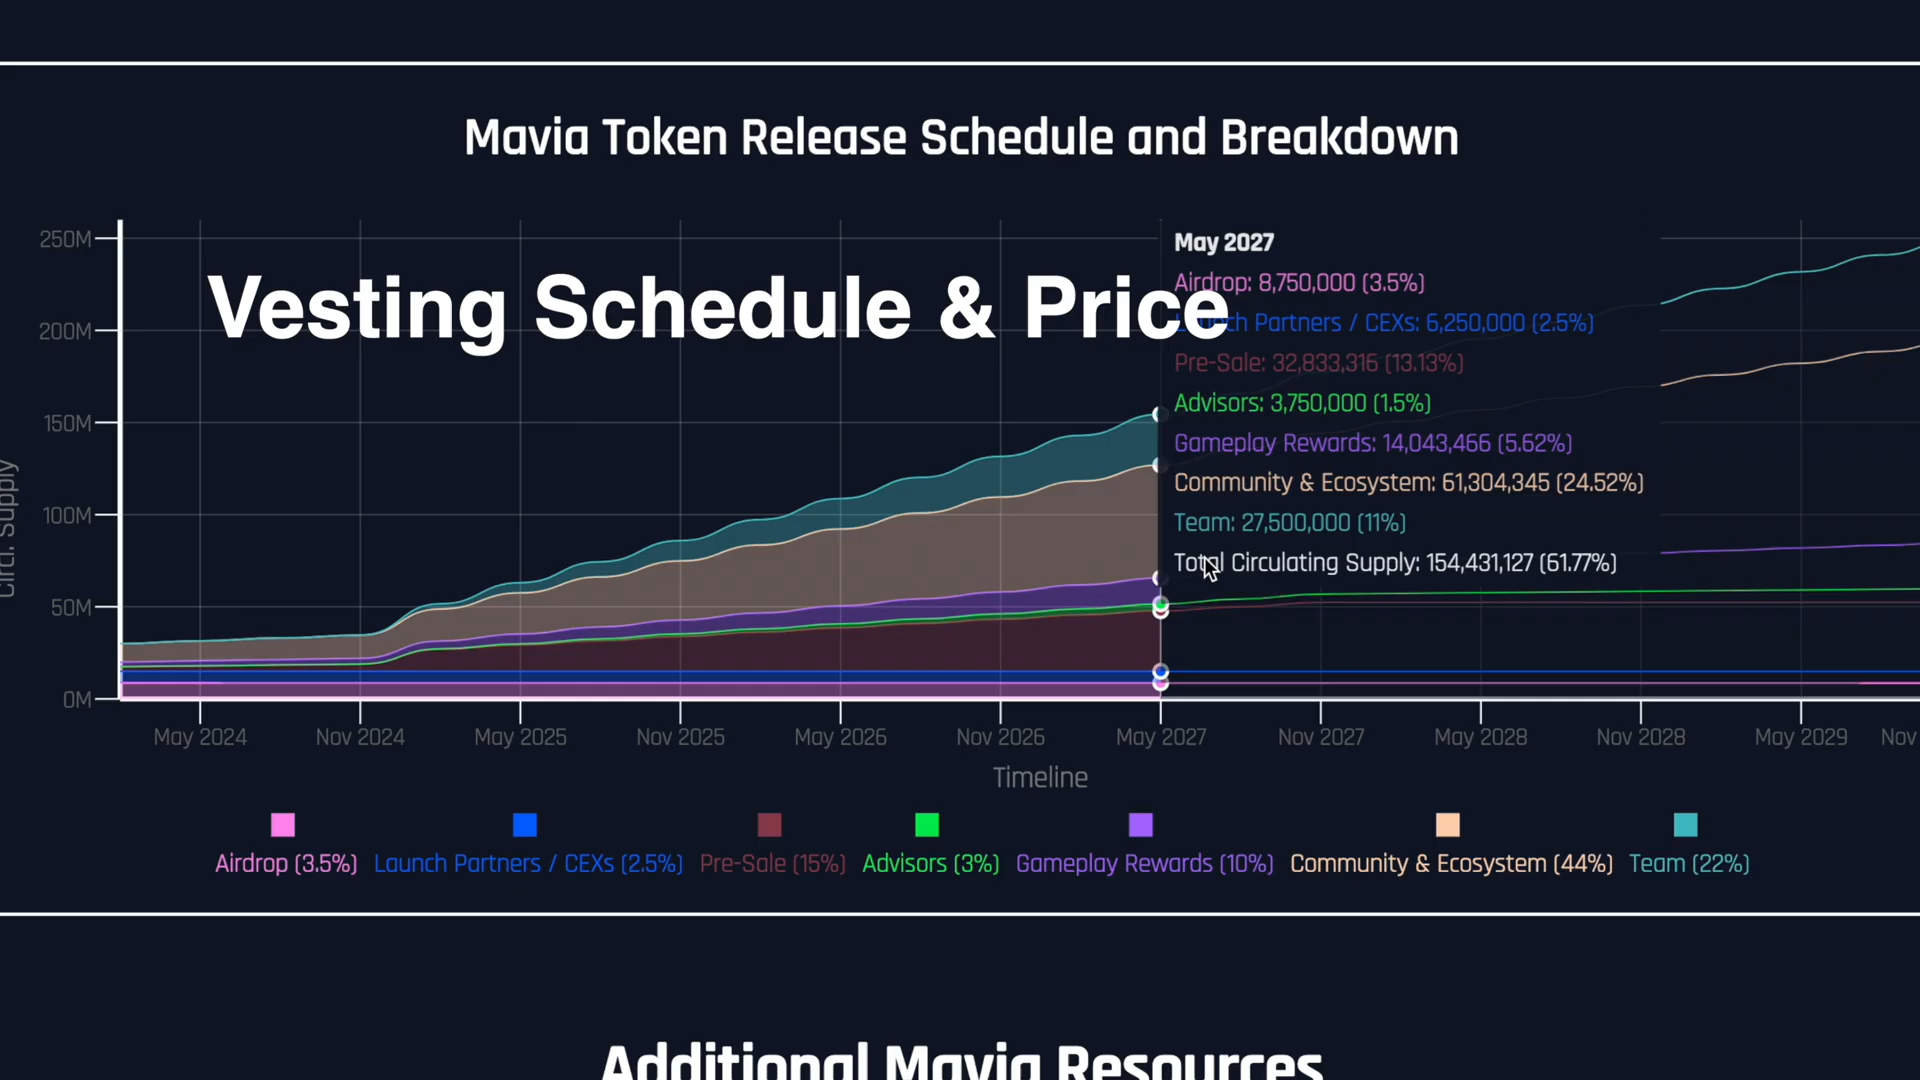 Mavia Token Release Schedule and Breakdown
250M
200M
150M
100M
50M
0M
Circl. Supply
Vesting Schedule & Price
May 2027
Airdrop: 8,750,000 (3.5%)
Launch Partners / CEXs: 6,250,000 (2.5%)
Pre-Sale: 32,833,316 (13.13%)
Advisors: 3,750,000 (1.5%)
Gameplay Rewards: 14,043,466 (5.62%)
Community & Ecosystem: 61,304,345 (24.52%)
Team: 27,500,000 (11%)
Total Circulating Supply: 154,431,127 (61.77%)
May 2024 Nov 2024 May 2025 Nov 2025 May 2026 Nov 2026 May 2027 Nov 2027 May 2028 Nov 2028 May 2029 Nov
Timeline
Airdrop (3.5%) Launch Partners / CEXs (2.5%) Pre-Sale (15%) Advisors (3%) Gameplay Rewards (10%) Community & Ecosystem (44%) Team (22%)
Additional Mavia Resources